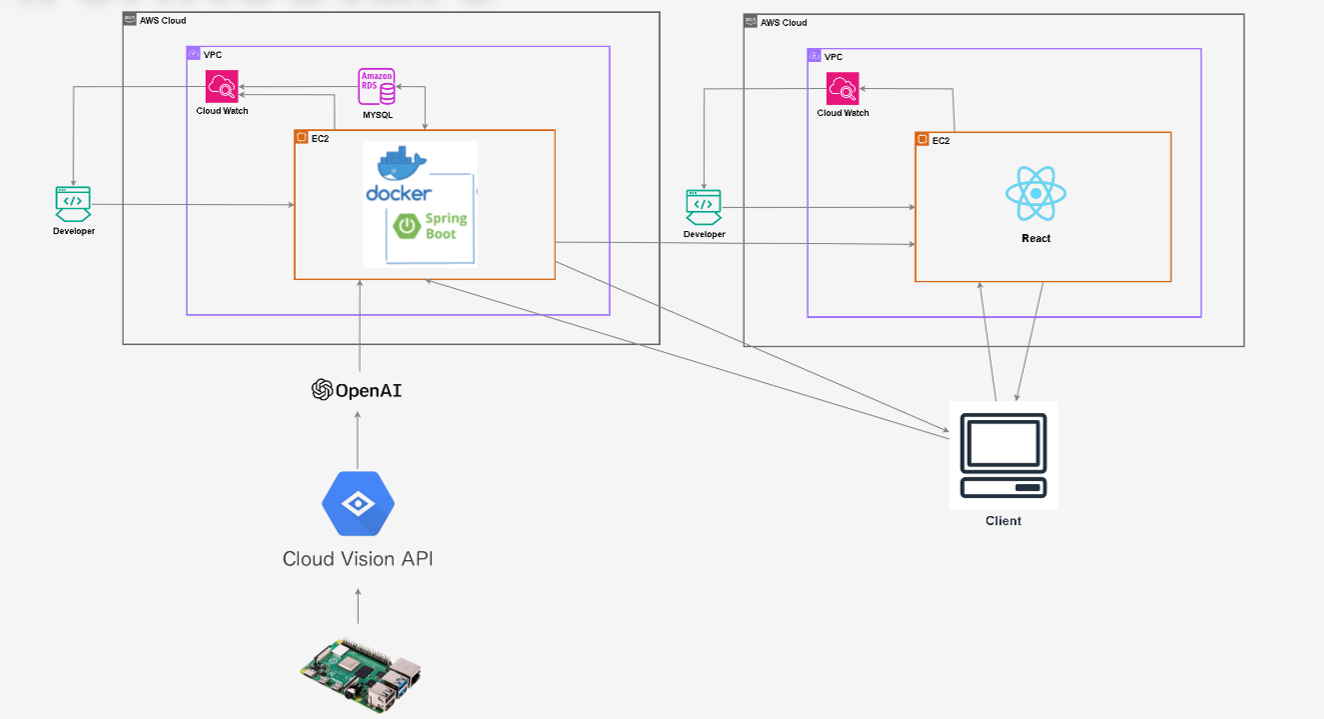 AWS Cloud
VPC
Cloud Watch
Amazon
RDS
MYSQL
EC2
docker
Spring
Boot
Developer
AWS Cloud
VPC
Cloud Watch
EC2
React
Developer
OpenAI
Cloud Vision API
Client